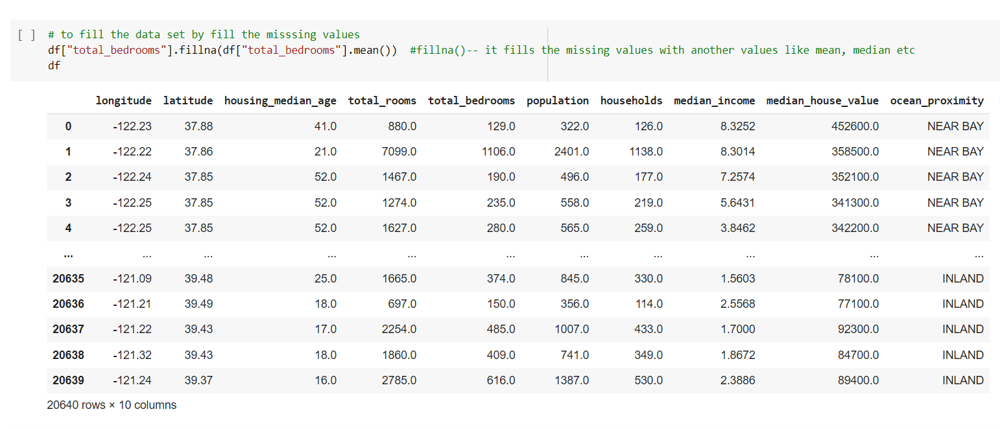 [ ] # to fill the data set by fill the misssing values
df["total_bedrooms"].fillna(df["total_bedrooms"].mean())  #fillna()-- it fills the missing values with another values like mean, median etc
df
longitude latitude housing_median_age total_rooms total_bedrooms population households median_income median_house_value ocean_proximity
0 -122.23 37.88 41.0 880.0 129.0 322.0 126.0 8.3252 452600.0 NEAR BAY
1 -122.22 37.86 21.0 7099.0 1106.0 2401.0 1138.0 8.3014 358500.0 NEAR BAY
2 -122.24 37.85 52.0 1467.0 190.0 496.0 177.0 7.2574 352100.0 NEAR BAY
3 -122.25 37.85 52.0 1274.0 235.0 558.0 219.0 5.6431 341300.0 NEAR BAY
4 -122.25 37.85 52.0 1627.0 280.0 565.0 259.0 3.8462 342200.0 NEAR BAY
... ... ... ... ... ... ... ... ... ... ...
20635 -121.09 39.48 25.0 1665.0 374.0 845.0 330.0 1.5603 78100.0 INLAND
20636 -121.21 39.49 18.0 697.0 150.0 356.0 114.0 2.5568 77100.0 INLAND
20637 -121.22 39.43 17.0 2254.0 485.0 1007.0 433.0 1.7000 92300.0 INLAND
20638 -121.32 39.43 18.0 1860.0 409.0 741.0 349.0 1.8672 84700.0 INLAND
20639 -121.24 39.37 16.0 2785.0 616.0 1387.0 530.0 2.3886 89400.0 INLAND
20640 rows × 10 columns